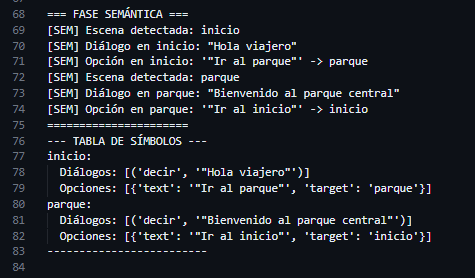 68 === FASE SEMÁNTICA ===
69 [SEM] Escena detectada: inicio
70 [SEM] Diálogo en inicio: "Hola viajero"
71 [SEM] Opción en inicio: '"Ir al parque"' -> parque
72 [SEM] Escena detectada: parque
73 [SEM] Diálogo en parque: "Bienvenido al parque central"
74 [SEM] Opción en parque: '"Ir al inicio"' -> inicio
75 ======================
76 --- TABLA DE SÍMBOLOS ---
77 inicio:
78   Diálogos: [('decir', '"Hola viajero"')]
79   Opciones: [{'text': '"Ir al parque"', 'target': 'parque'}]
80 parque:
81   Diálogos: [('decir', '"Bienvenido al parque central"')]
82   Opciones: [{'text': '"Ir al inicio"', 'target': 'inicio'}]
83 -------------------------
84